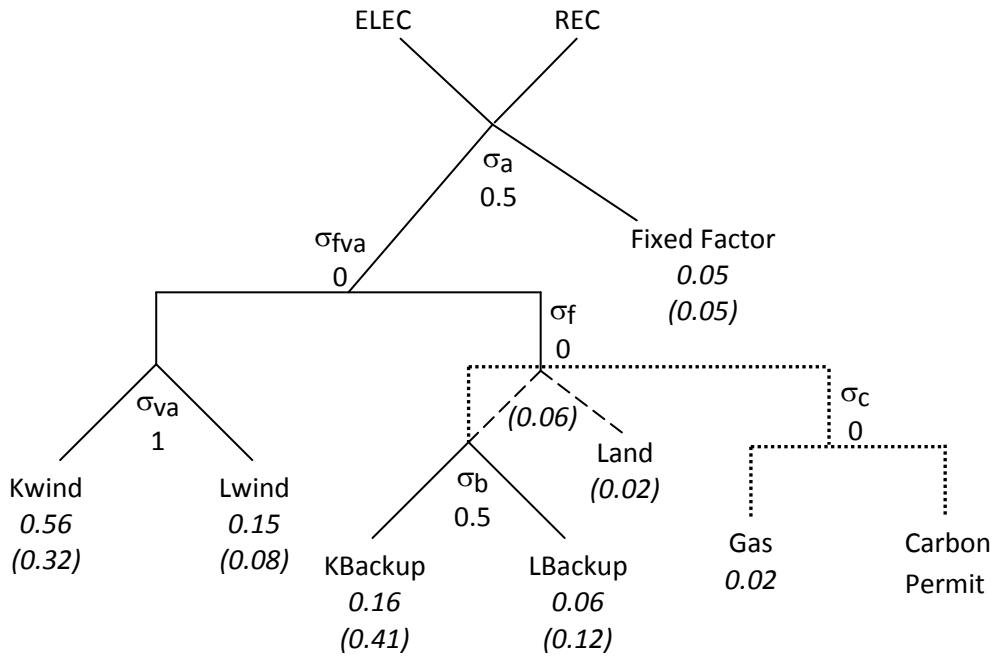 ELEC
REC
σa
0.5
Fixed Factor
0.05
(0.05)
σfva
0
σf
0
σva
1
(0.06)
Land
(0.02)
σc
0
Kwind
0.56
(0.32)
Lwind
0.15
(0.08)
σb
0.5
KBackup
0.16
(0.41)
LBackup
0.06
(0.12)
Gas
0.02
Carbon
Permit